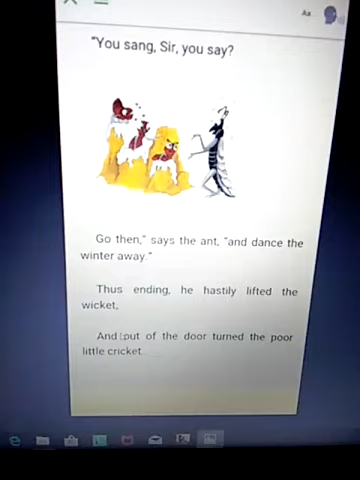 Aa
"You sang, Sir, you say?
Go then," says the ant, "and dance the
winter away."
Thus ending, he hastily lifted the
wicket,
And out of the door turned the poor
little cricket.